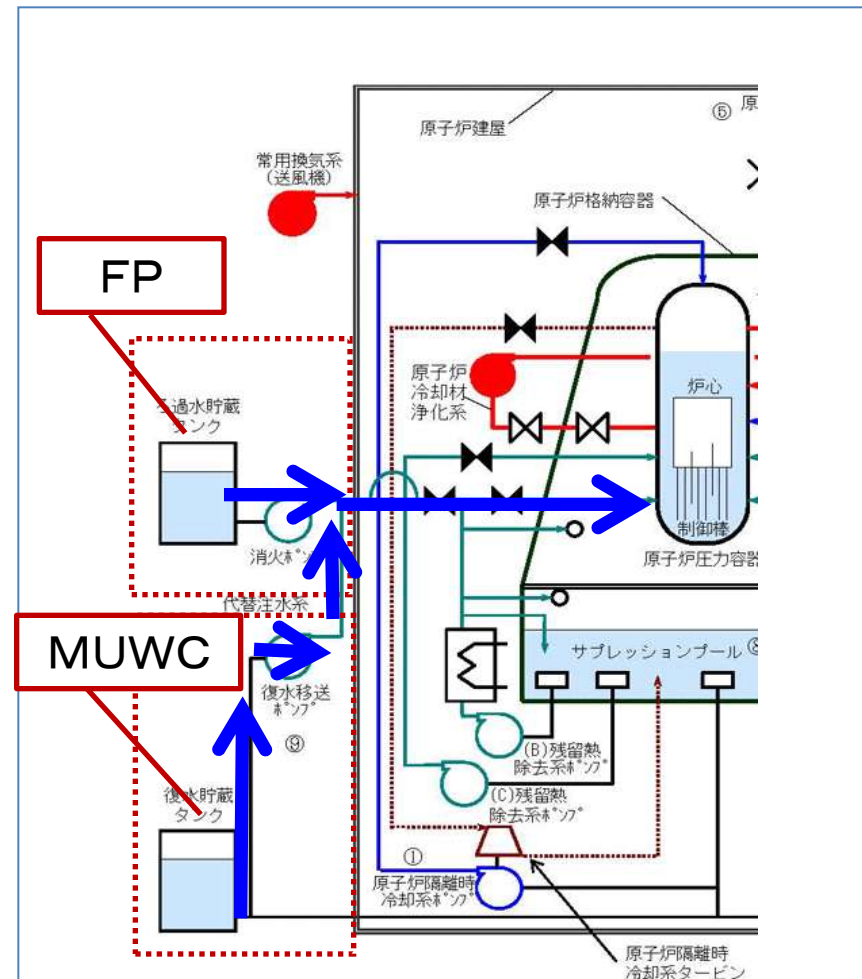 原子炉建屋
⑤
原
常用換気系
(送風機)
原子炉格納容器
FP
原子炉
冷却材
浄化系
炉心
ろ過水貯蔵
タンク
消火ポンプ
制御棒
原子炉圧力容器
代替注水系
MUWC
復水移送
ポンプ
サプレッションプール
⑨
(B)残留熱
除去系ポンプ
復水貯蔵
タンク
(C)残留熱
除去系ポンプ
①
原子炉隔離時
冷却系ポンプ
原子炉隔離時
冷却系タービン